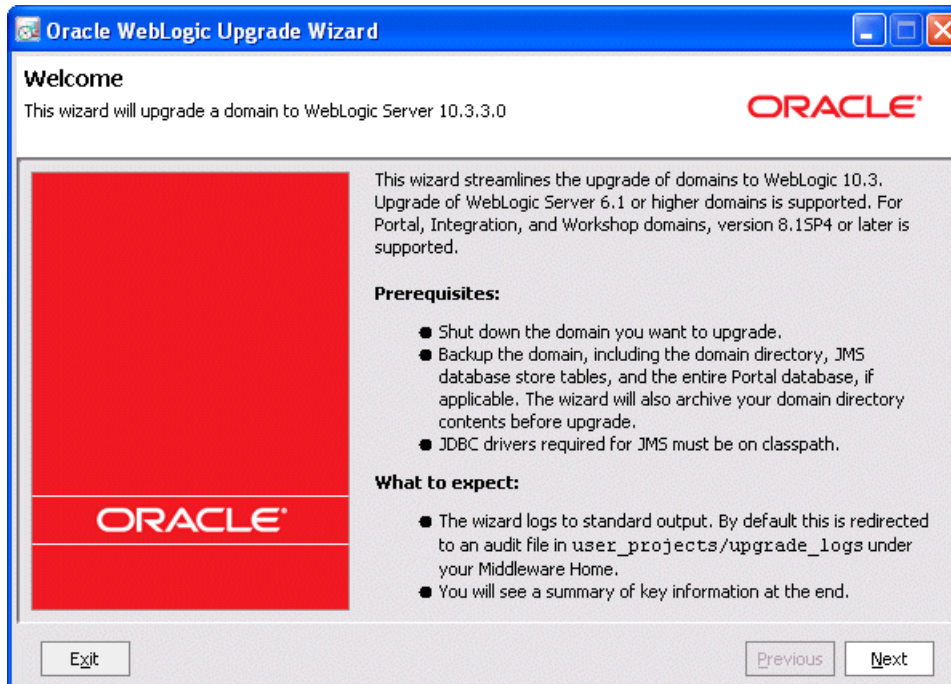 Oracle WebLogic Upgrade Wizard
Welcome
This wizard will upgrade a domain to WebLogic Server 10.3.3.0
ORACLE
This wizard streamlines the upgrade of domains to WebLogic 10.3.
Upgrade of WebLogic Server 6.1 or higher domains is supported. For
Portal, Integration, and Workshop domains, version 8.1SP4 or later is
supported.
Prerequisites:
● Shut down the domain you want to upgrade.
● Backup the domain, including the domain directory, JMS
database store tables, and the entire Portal database, if
applicable. The wizard will also archive your domain directory
contents before upgrade.
● JDBC drivers required for JMS must be on classpath.
What to expect:
● The wizard logs to standard output. By default this is redirected
to an audit file in user_projects/upgrade_logs under
your Middleware Home.
● You will see a summary of key information at the end.
ORACLE
Exit
Previous
Next